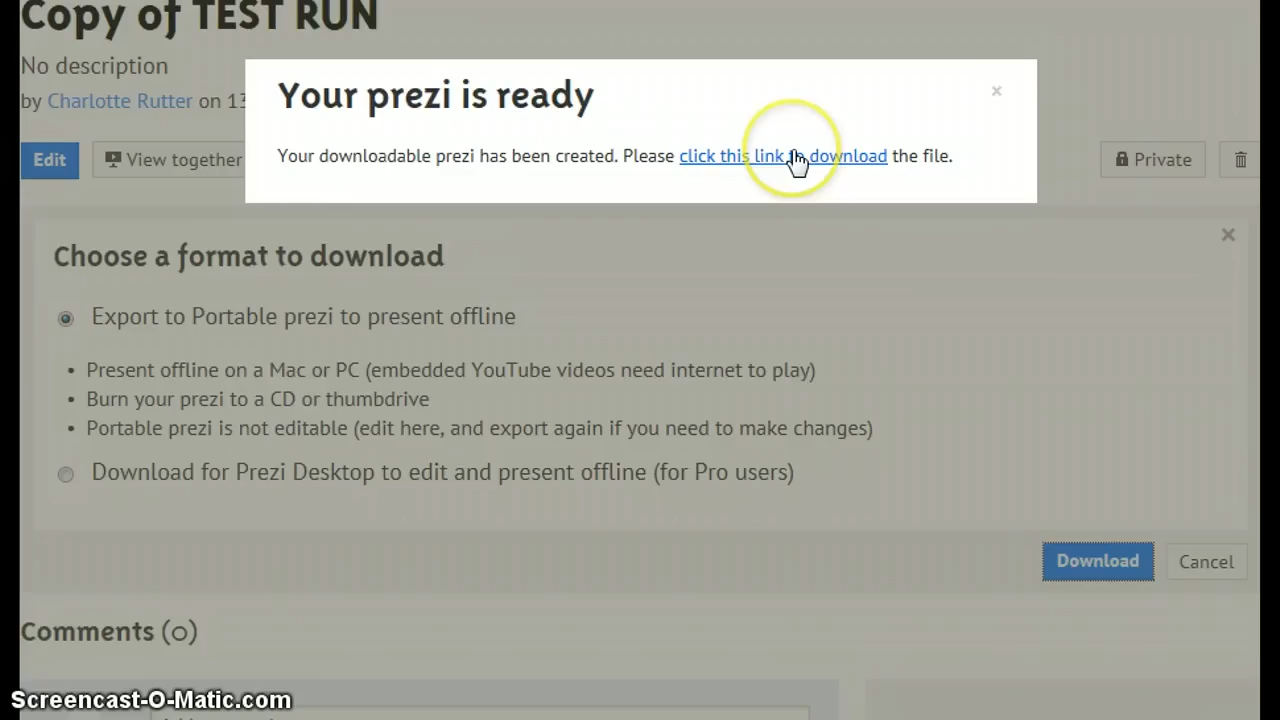 Copy of TEST RUN
No description
by Charlotte Rutter on 13
Your prezi is ready
×
Your downloadable prezi has been created. Please click this link to download the file.
Edit
View together
Private
Choose a format to download
×
Export to Portable prezi to present offline
• Present offline on a Mac or PC (embedded YouTube videos need internet to play)
• Burn your prezi to a CD or thumbdrive
• Portable prezi is not editable (edit here, and export again if you need to make changes)
Download for Prezi Desktop to edit and present offline (for Pro users)
Download
Cancel
Comments (0)
Screencast-O-Matic.com